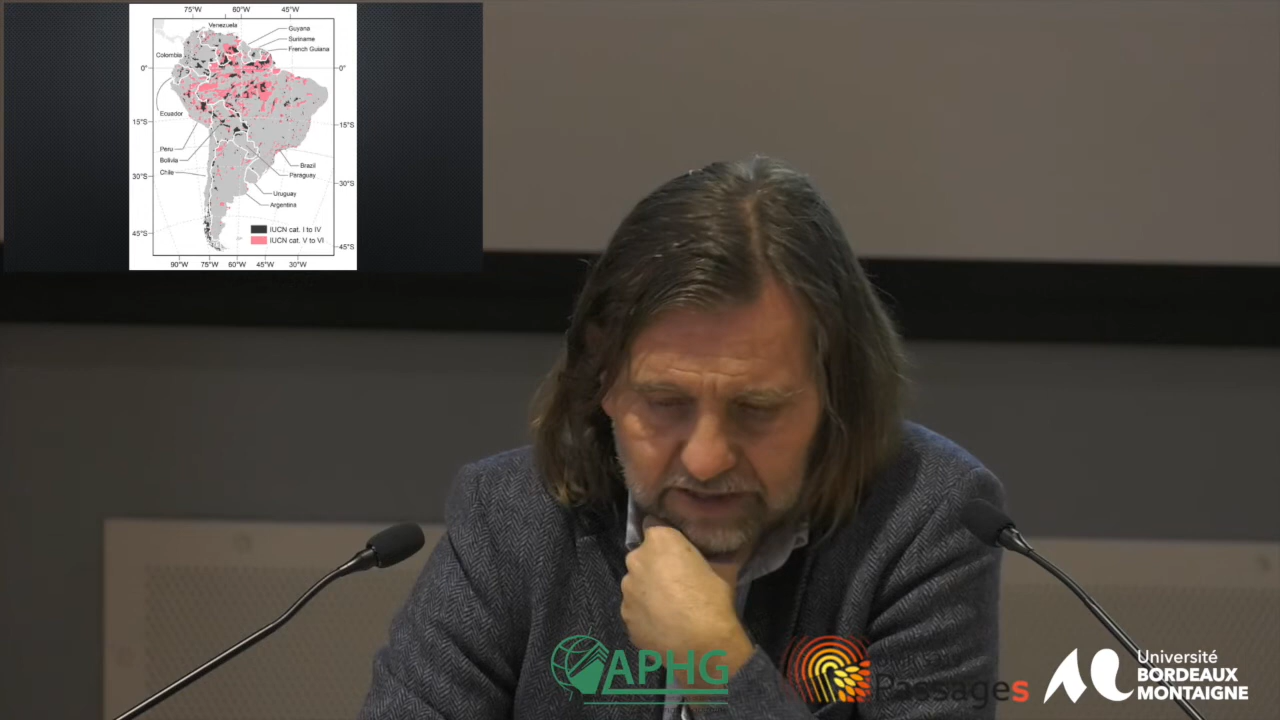 75°W 60°W 45°W
Venezuela
Guyana
Suriname
French Guiana
Colombia
0° 0°
Ecuador
15°S 15°S
Peru
Bolivia
Brazil
Chile
Paraguay
30°S 30°S
Uruguay
Argentina
IUCN cat. I to IV
45°S
IUCN cat. V to VI
45°S
90°W 75°W 60°W 45°W 30°W
APHG
Passages
Université
BORDEAUX
MONTAIGNE